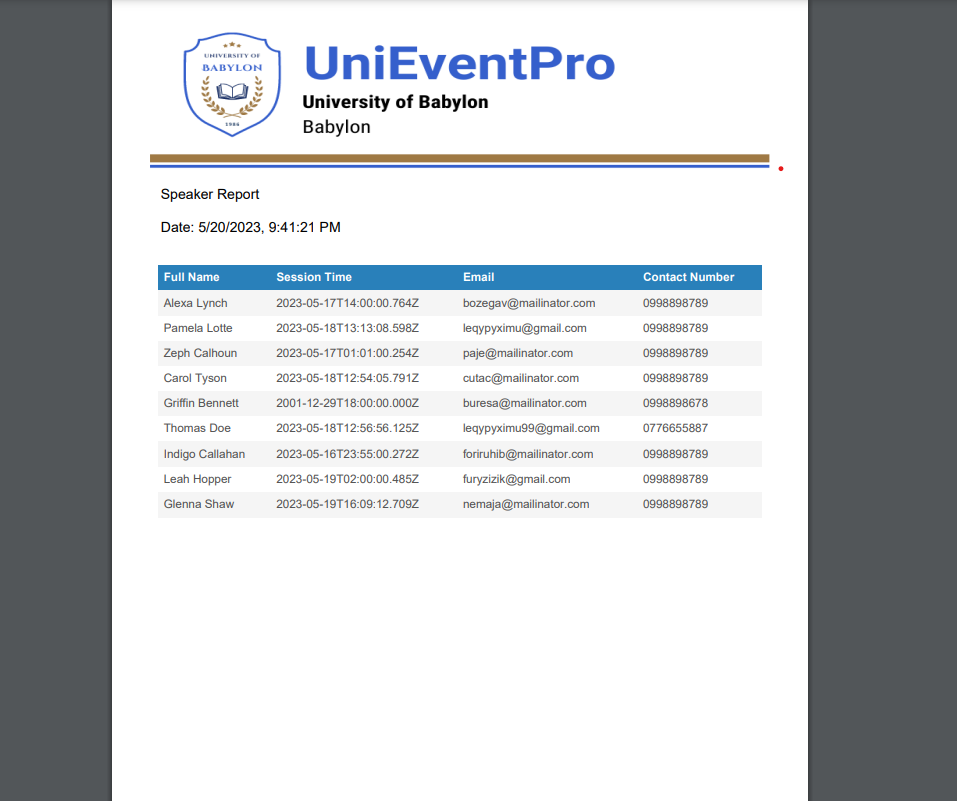 UNIVERSITY OF
BABYLON
1986
UniEventPro
University of Babylon
Babylon
Speaker Report
Date: 5/20/2023, 9:41:21 PM
Full Name Session Time Email Contact Number
Alexa Lynch 2023-05-17T14:00:00.764Z bozegav@mailinator.com 0998898789
Pamela Lotte 2023-05-18T13:13:08.598Z leqypyximu@gmail.com 0998898789
Zeph Calhoun 2023-05-17T01:01:00.254Z paje@mailinator.com 0998898789
Carol Tyson 2023-05-18T12:54:05.791Z cutac@mailinator.com 0998898789
Griffin Bennett 2001-12-29T18:00:00.000Z buresa@mailinator.com 0998898678
Thomas Doe 2023-05-18T12:56:56.125Z leqypyximu99@gmail.com 0776655887
Indigo Callahan 2023-05-16T23:55:00.272Z foriruhib@mailinator.com 0998898789
Leah Hopper 2023-05-19T02:00:00.485Z furyzizik@gmail.com 0998898789
Glenna Shaw 2023-05-19T16:09:12.709Z nemaja@mailinator.com 0998898789